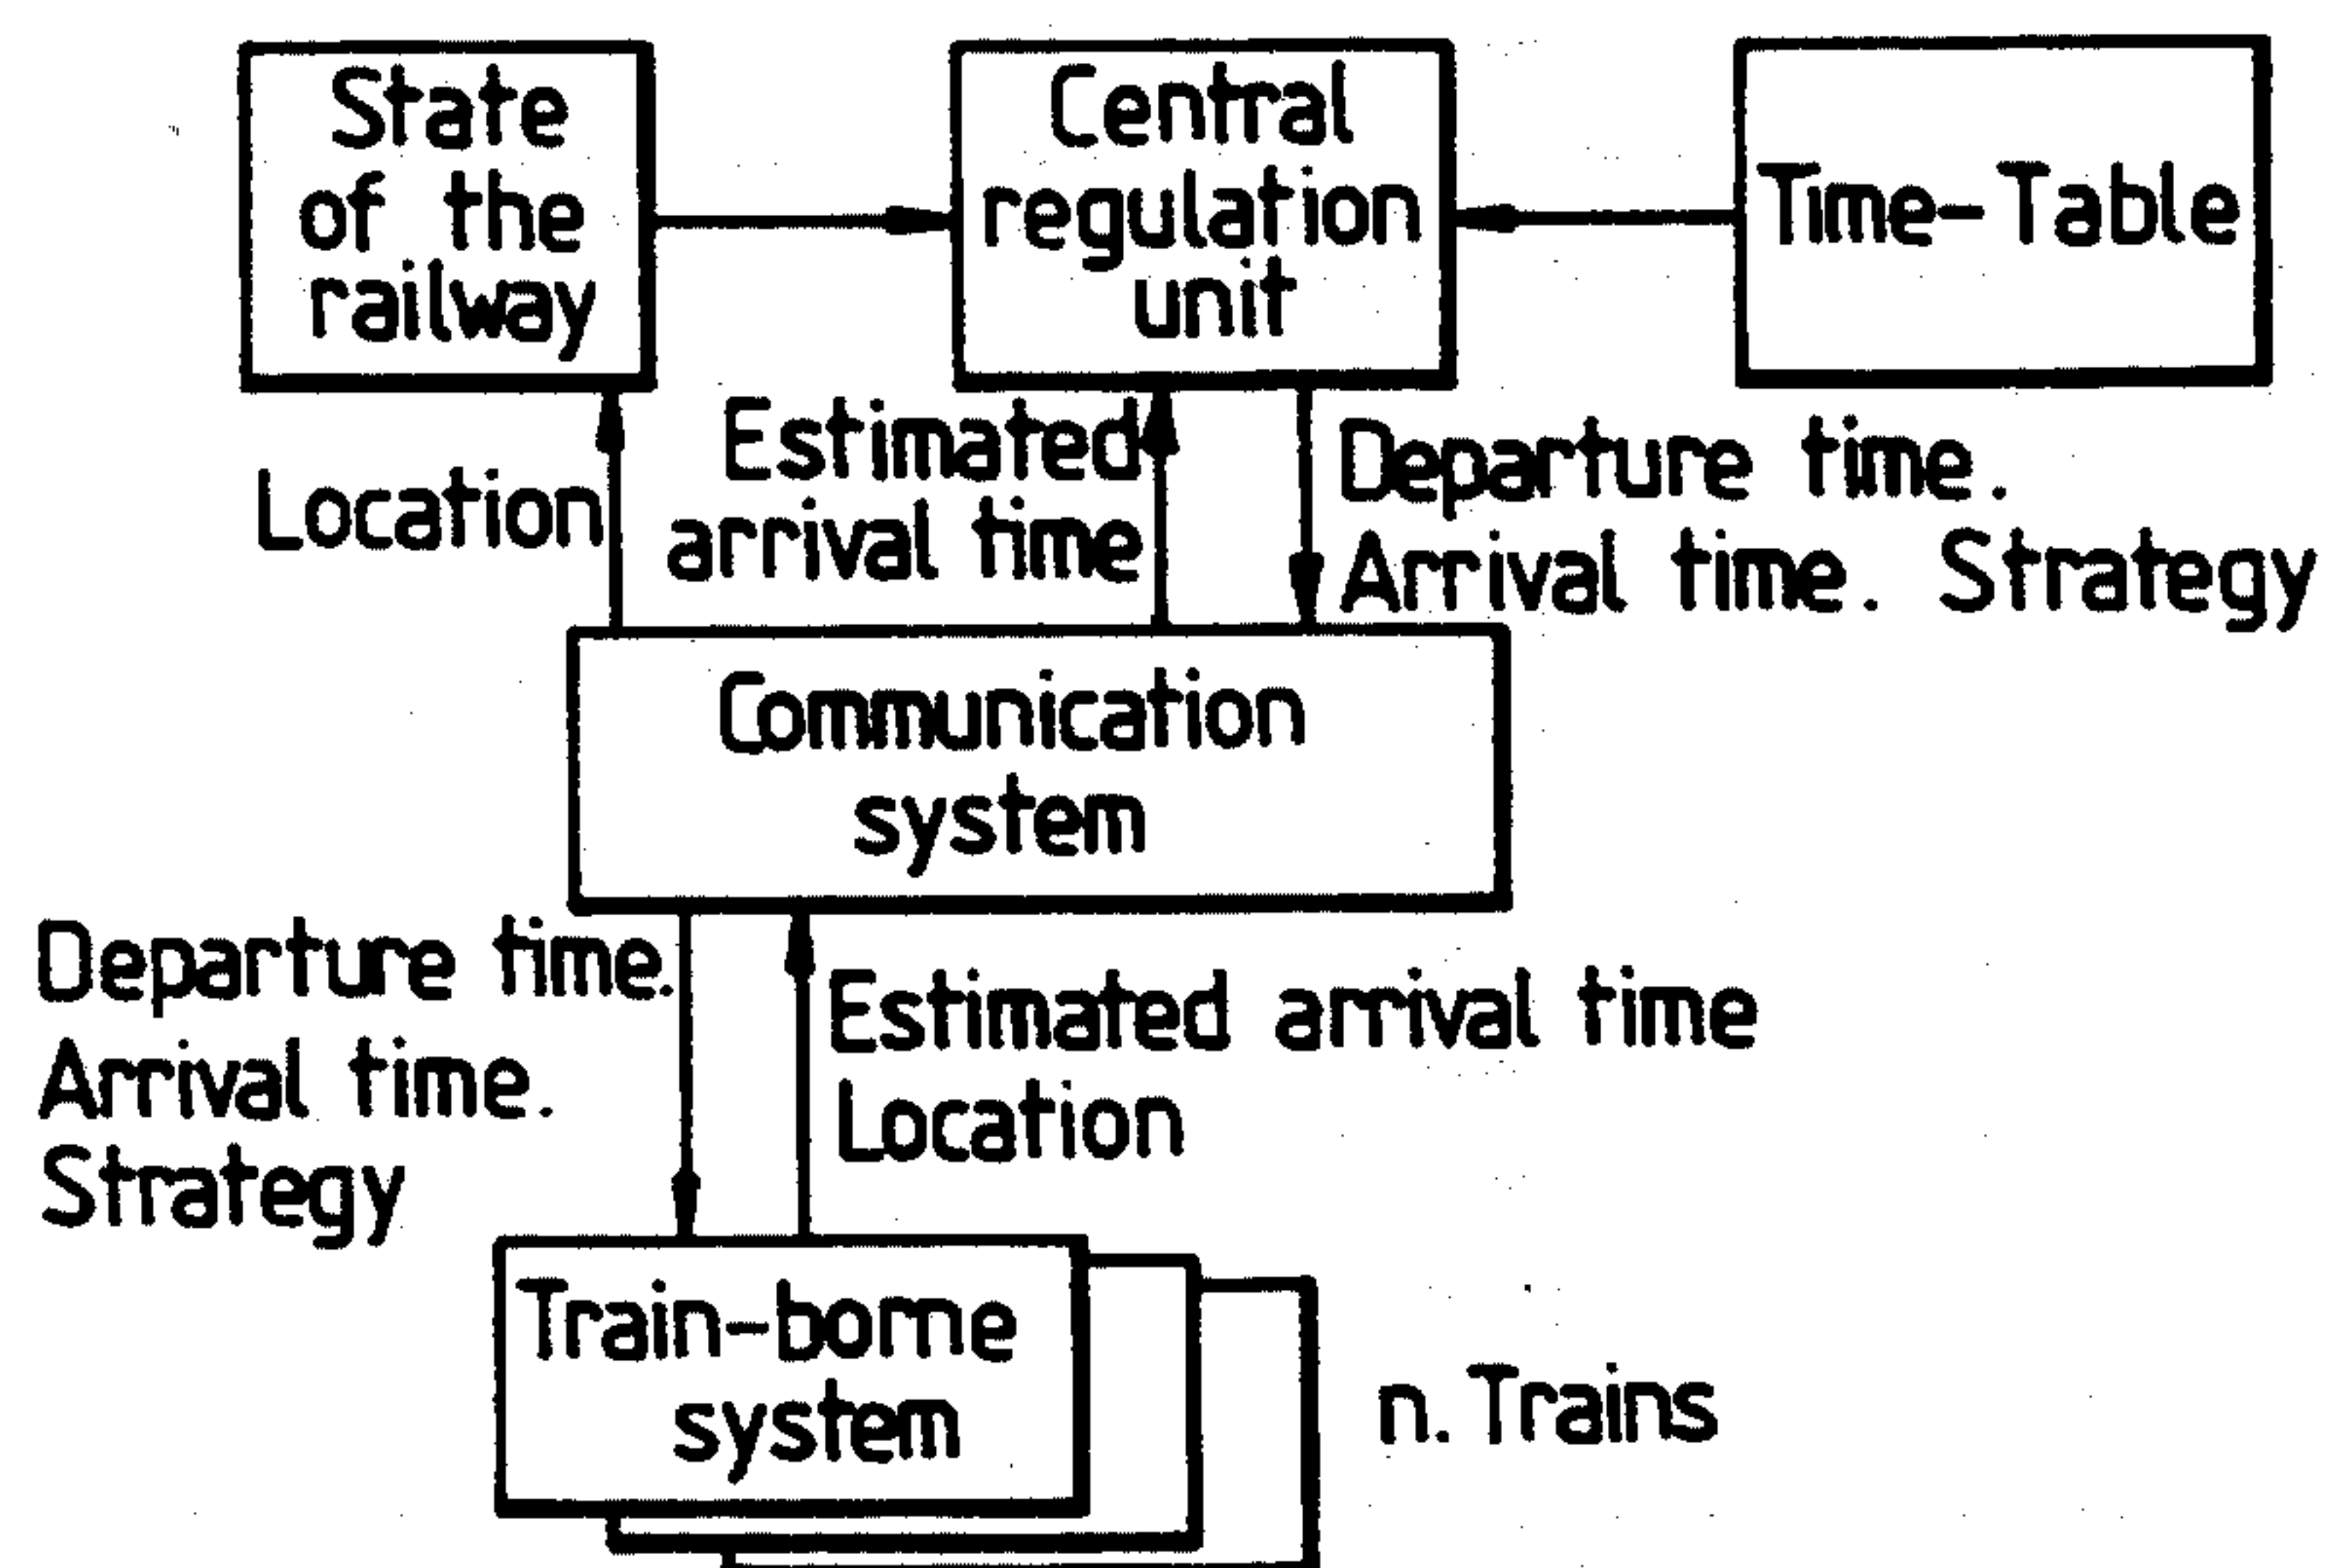 State
of the
railway
Central
regulation
unit
Time-Table
Location
Estimated
arrival time
Departure time.
Arrival time. Strategy
Communication
system
Departure time.
Arrival time.
Strategy
Estimated arrival time
Location
Train-borne
system
n. Trains